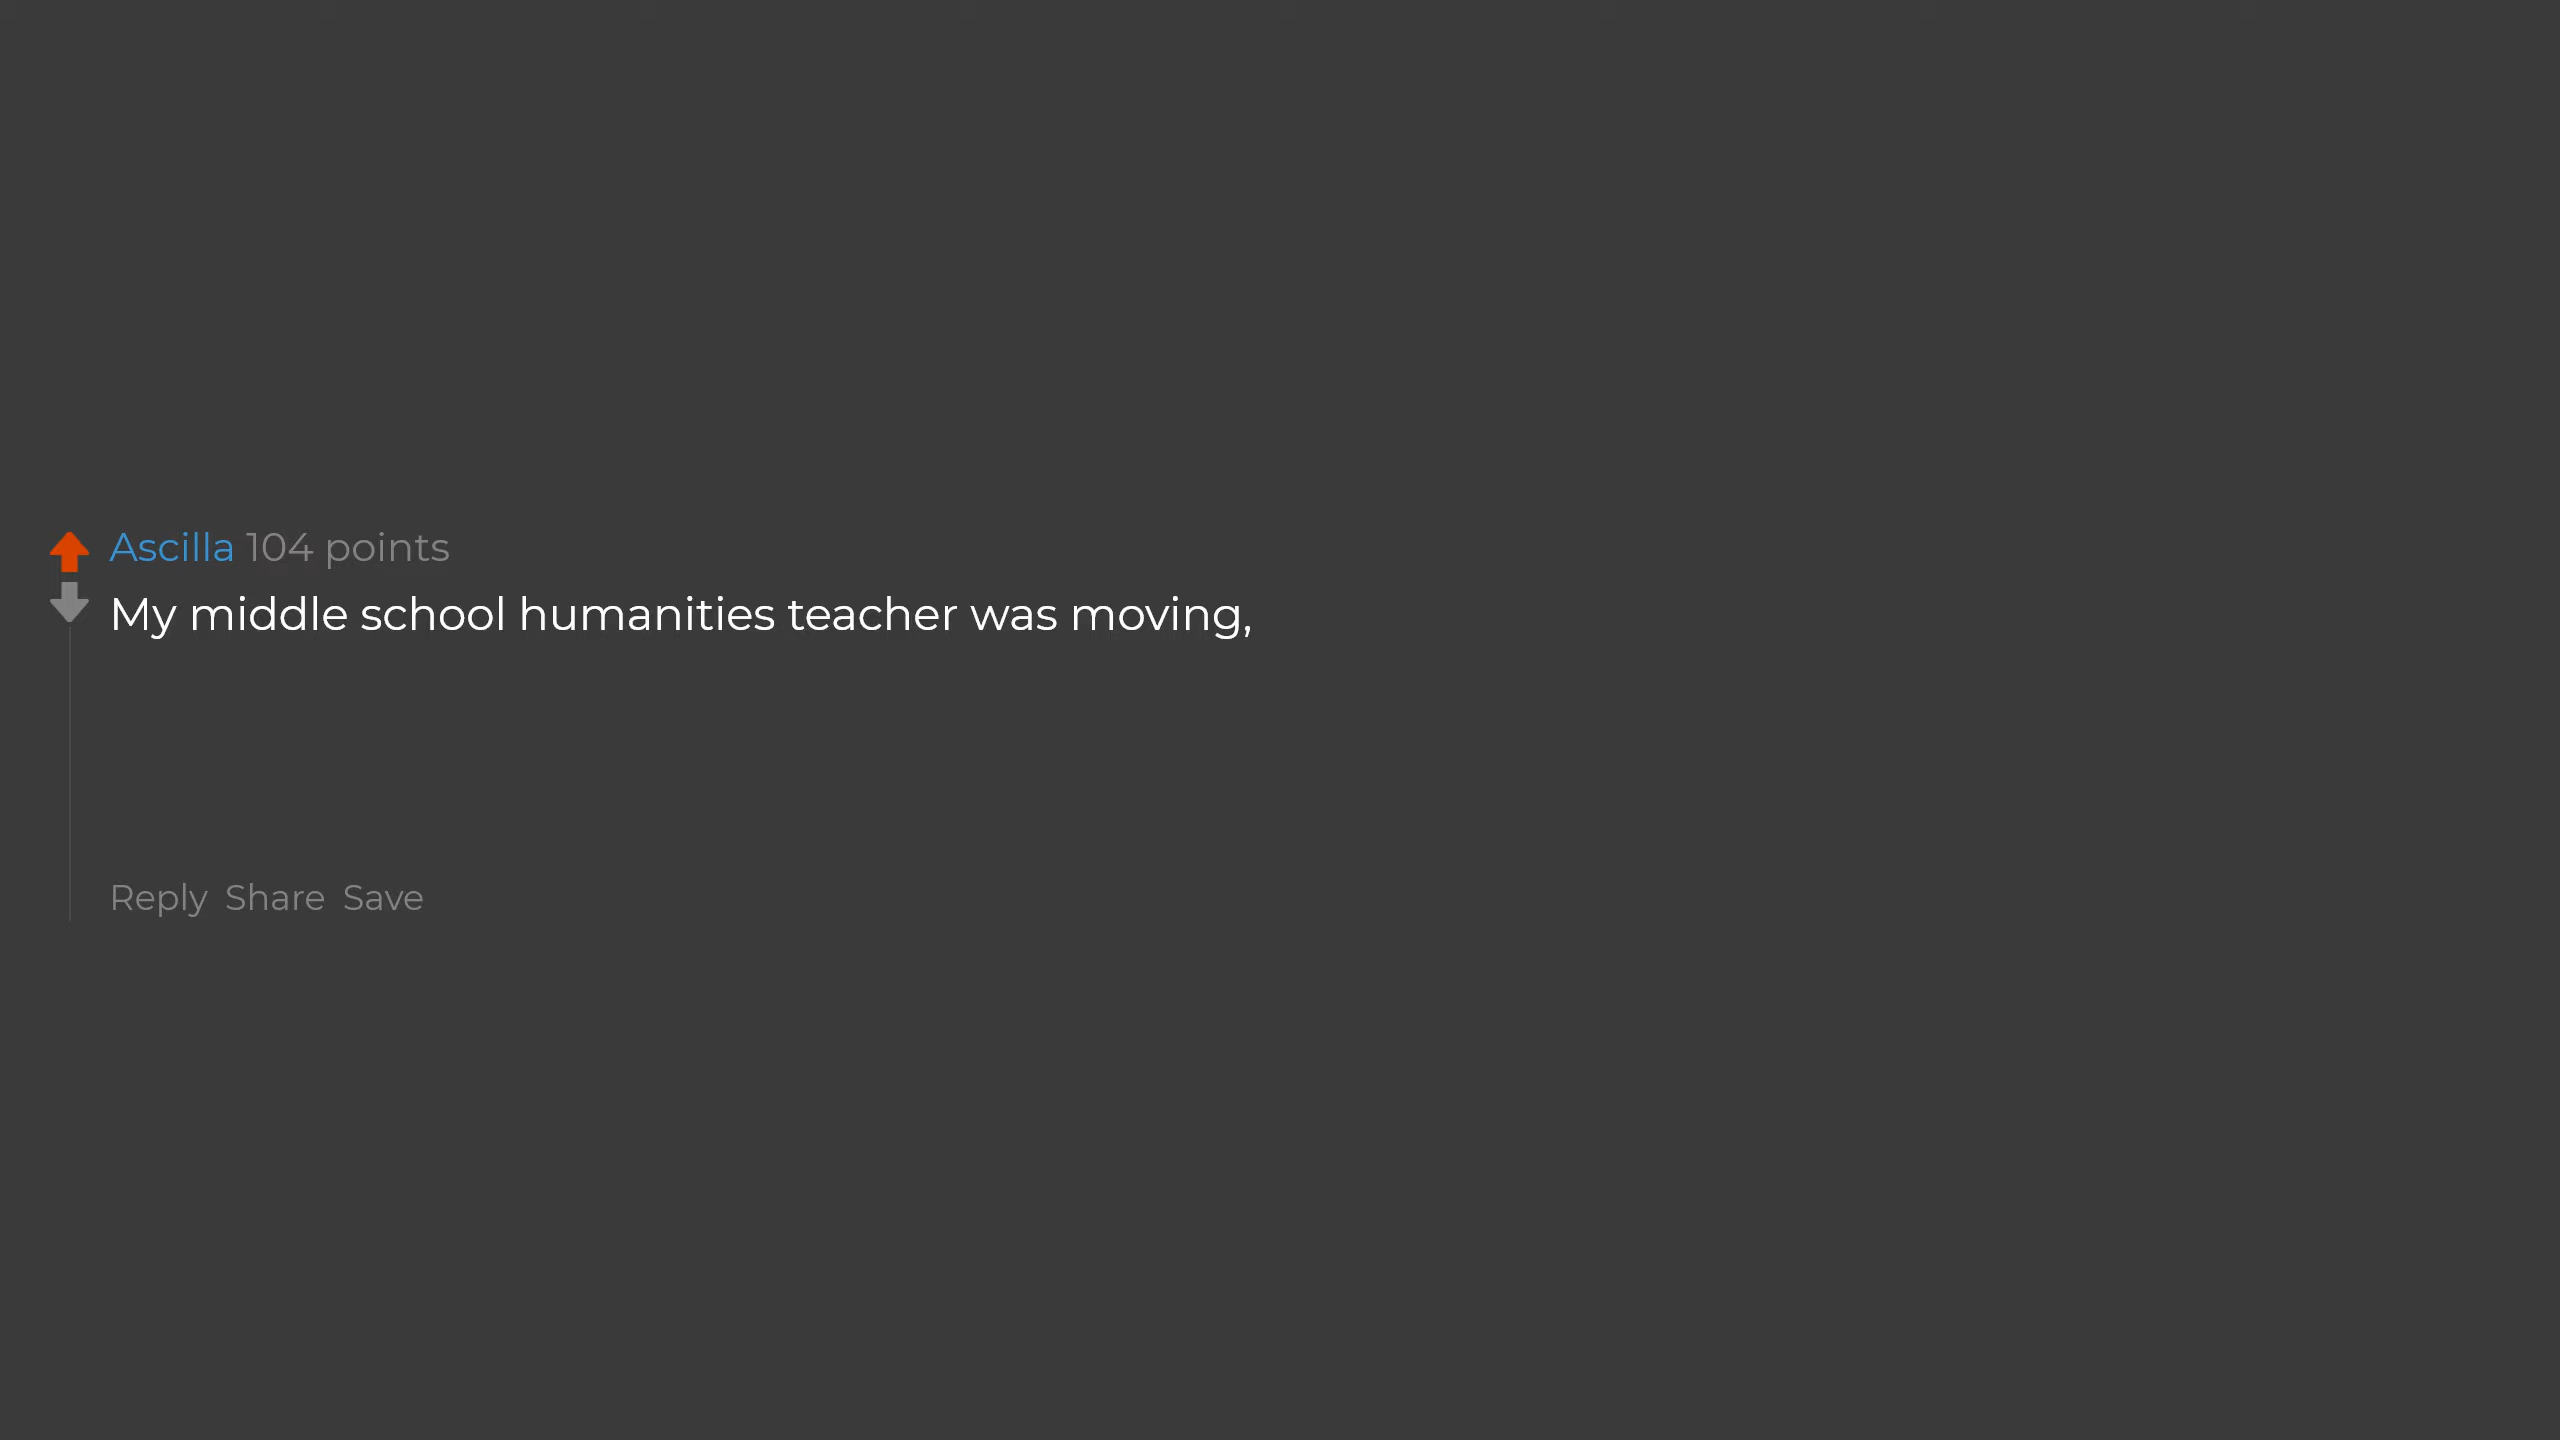 Ascilla 104 points
My middle school humanities teacher was moving,
Reply Share Save